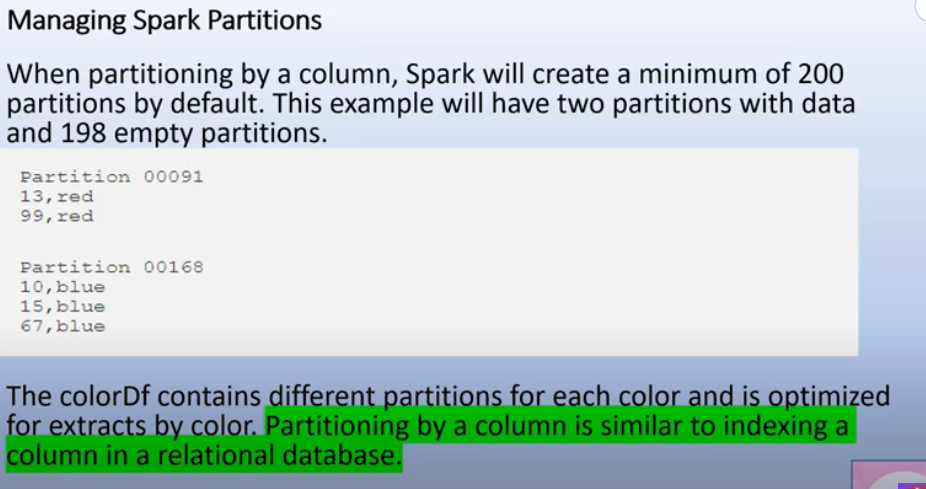 Managing Spark Partitions
When partitioning by a column, Spark will create a minimum of 200
partitions by default. This example will have two partitions with data
and 198 empty partitions.
Partition 00091
13,red
99,red
Partition 00168
10,blue
15,blue
67,blue
The colorDf contains different partitions for each color and is optimized
for extracts by color. Partitioning by a column is similar to indexing a
column in a relational database.